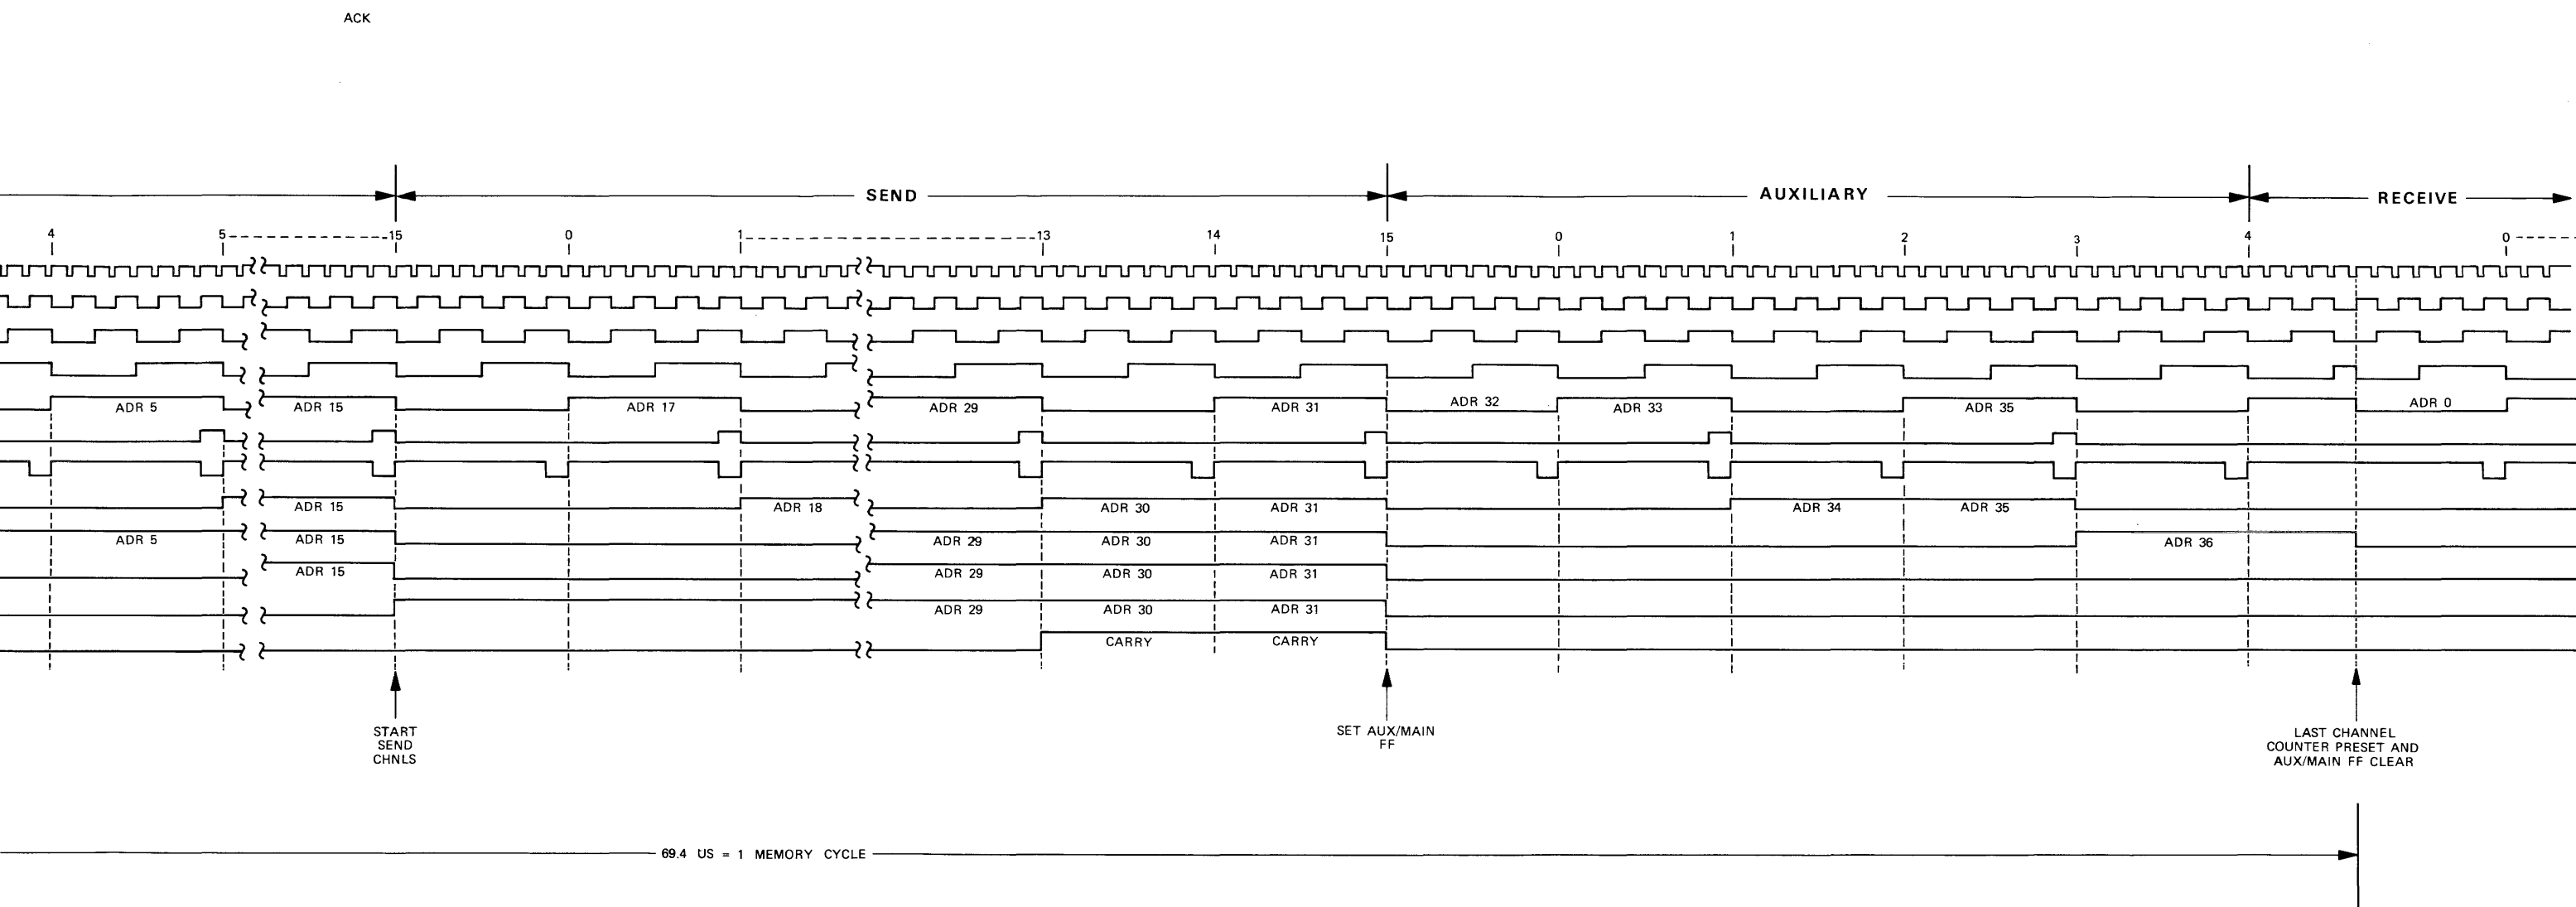 ACK
SEND
AUXILIARY
RECEIVE
4 5 15 0 1 13 14 15 0 1 2 3 4 0
ADR 5 ADR 15 ADR 17 ADR 29 ADR 31 ADR 32 ADR 33 ADR 35 ADR 0
ADR 15 ADR 18 ADR 30 ADR 31 ADR 34 ADR 35
ADR 5 ADR 15 ADR 29 ADR 30 ADR 31 ADR 36
ADR 15 ADR 29 ADR 30 ADR 31
ADR 29 ADR 30 ADR 31
CARRY CARRY
START
SEND
CHNLS
SET AUX/MAIN
FF
LAST CHANNEL
COUNTER PRESET AND
AUX/MAIN FF CLEAR
69.4 US = 1 MEMORY CYCLE